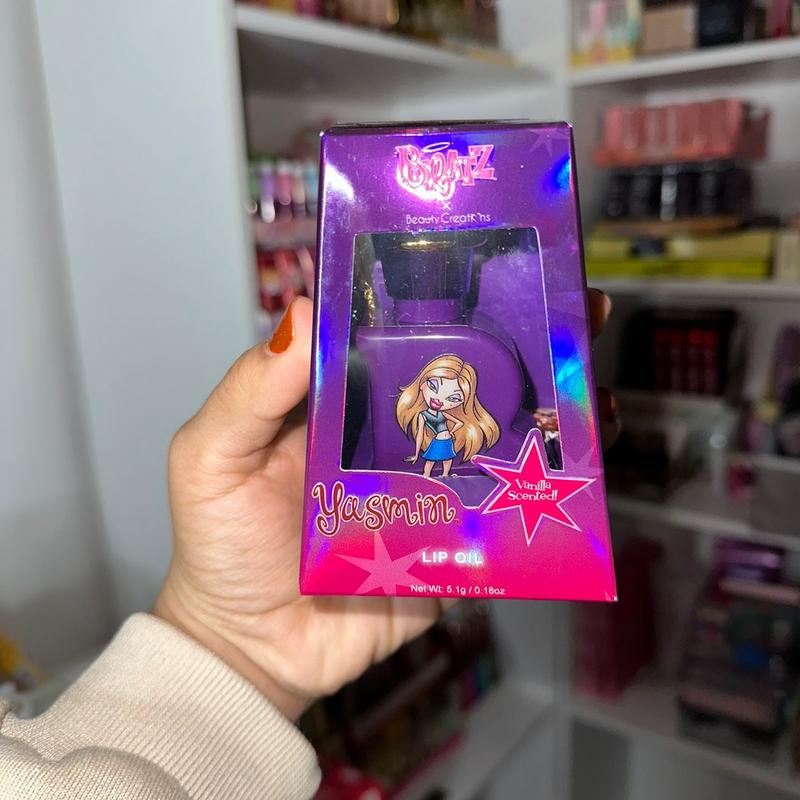 BRATZ
x
Beauty Creations
Vanilla
Scented!
Yasmin
LIP OIL
Net Wt: 5.1g / 0.18oz